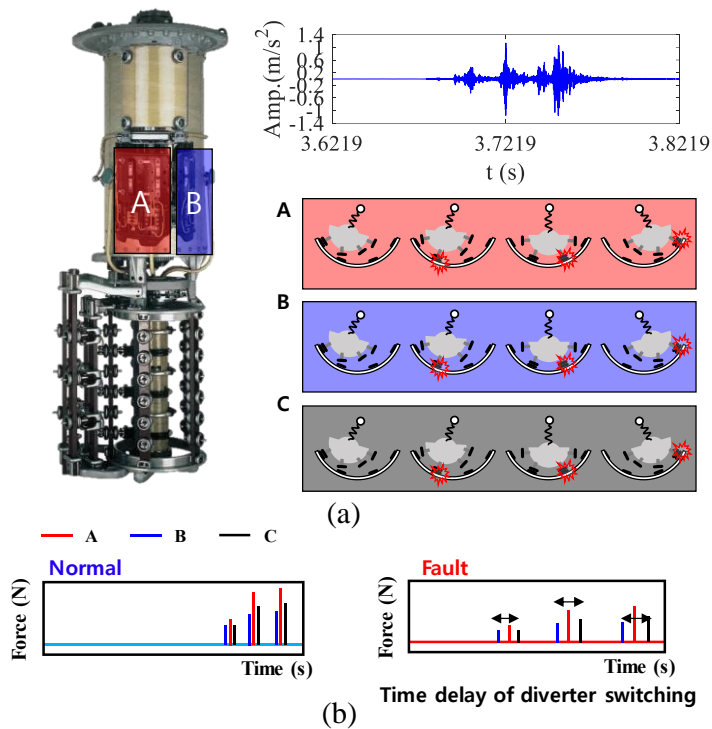 A
B
Amp.(m/s²)
1.4
1
0.6
0.2
-0.2
-0.6
-1
-1.4
3.6219
3.7219
3.8219
t (s)
A
B
C
(a)
A
B
C
Normal
Force (N)
Time (s)
Fault
Force (N)
Time (s)
Time delay of diverter switching
(b)